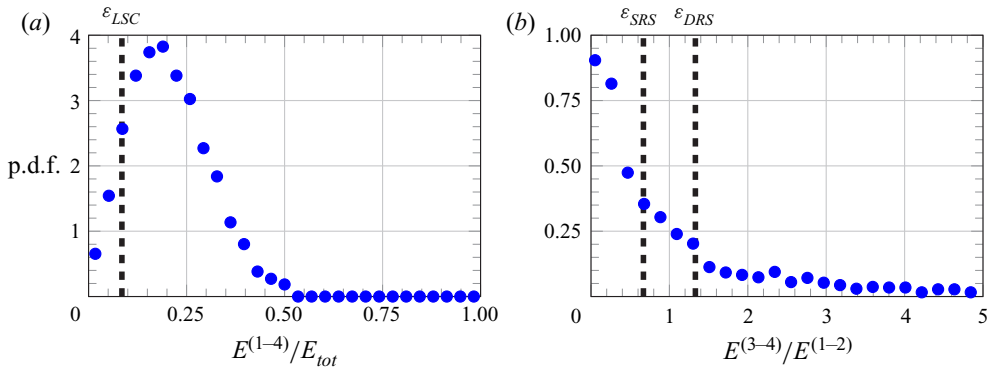 (a)
ε_LSC
4
3
2
1
0
p.d.f.
0 0.25 0.50 0.75 1.00
E^(1–4)/E_tot
(b)
ε_SRS ε_DRS
1.00
0.75
0.50
0.25
0 1 2 3 4 5
E^(3–4)/E^(1–2)